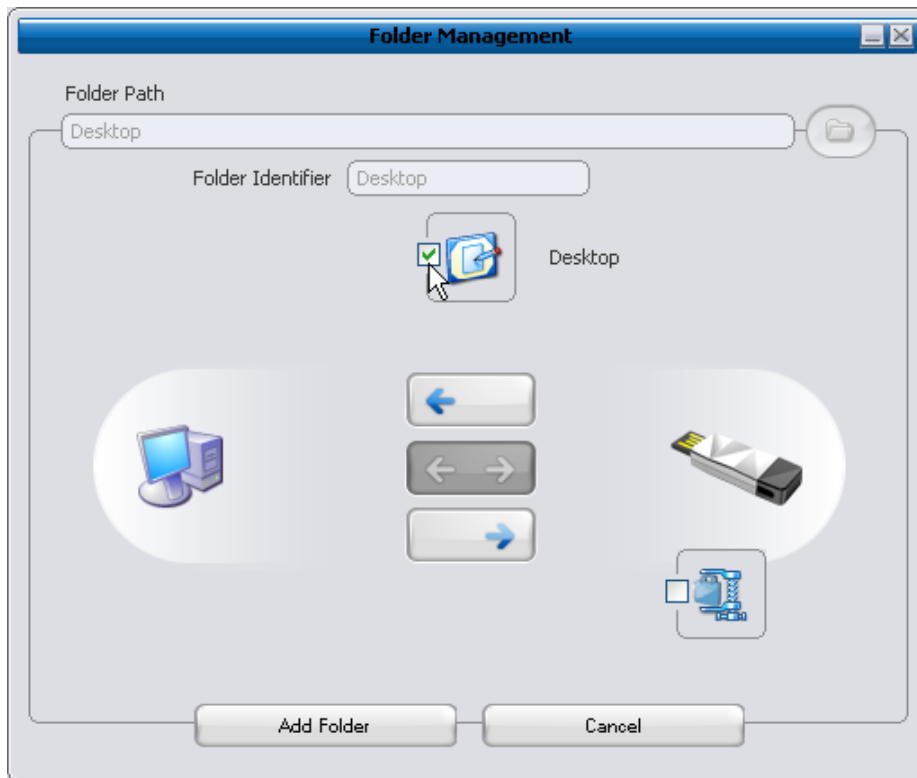 Folder Management
Folder Path
Desktop
Folder Identifier Desktop
Desktop
Add Folder Cancel